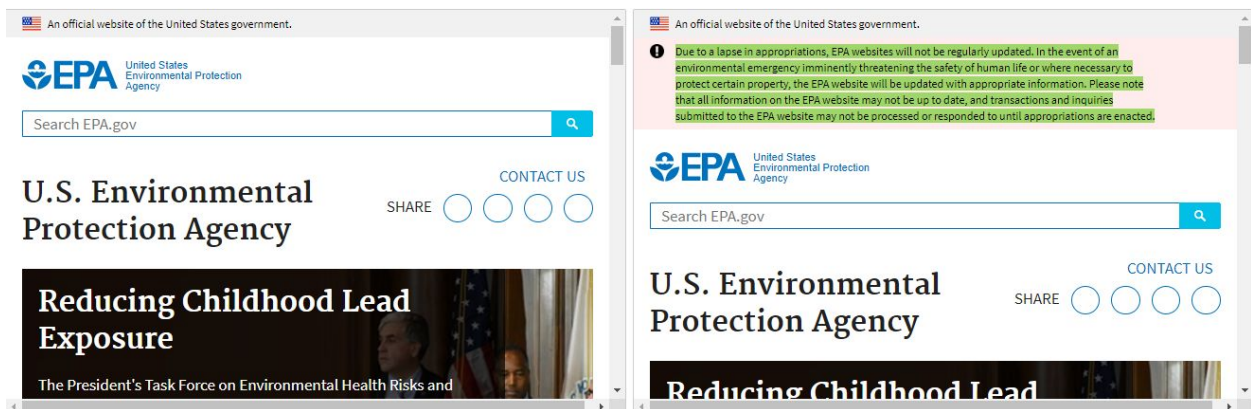 An official website of the United States government.
EPA
United States
Environmental Protection
Agency
Search EPA.gov
CONTACT US
U.S. Environmental
Protection Agency
SHARE
Reducing Childhood Lead
Exposure
The President's Task Force on Environmental Health Risks and
An official website of the United States government.
Due to a lapse in appropriations, EPA websites will not be regularly updated. In the event of an
environmental emergency imminently threatening the safety of human life or where necessary to
protect certain property, the EPA website will be updated with appropriate information. Please note
that all information on the EPA website may not be up to date, and transactions and inquiries
submitted to the EPA website may not be processed or responded to until appropriations are enacted.
EPA
United States
Environmental Protection
Agency
Search EPA.gov
CONTACT US
U.S. Environmental
Protection Agency
SHARE
Reducing Childhood Lead